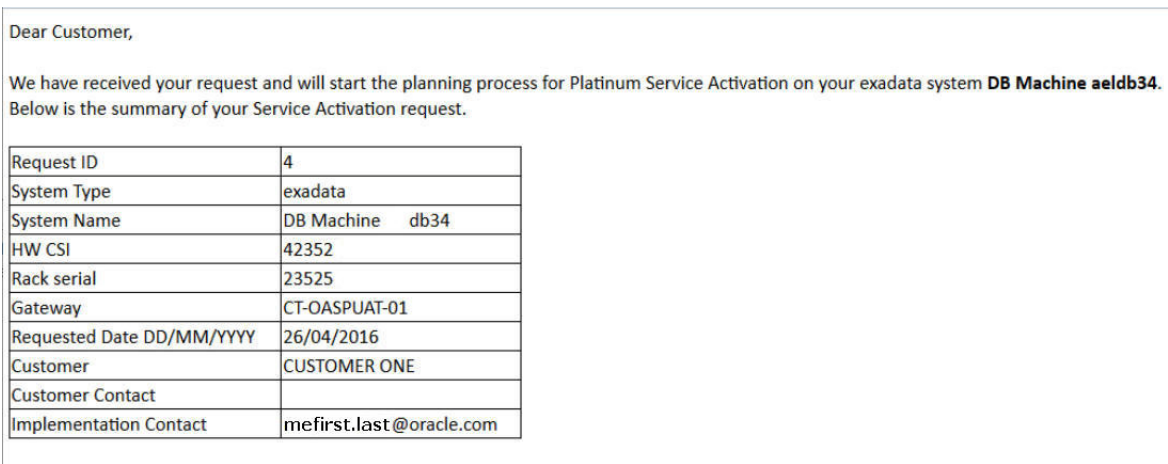 Dear Customer,
We have received your request and will start the planning process for Platinum Service Activation on your exadata system DB Machine aeldb34.
Below is the summary of your Service Activation request.
Request ID 4
System Type exadata
System Name DB Machine db34
HW CSI 42352
Rack serial 23525
Gateway CT-OASPUAT-01
Requested Date DD/MM/YYYY 26/04/2016
Customer CUSTOMER ONE
Customer Contact
Implementation Contact mefirst.last@oracle.com